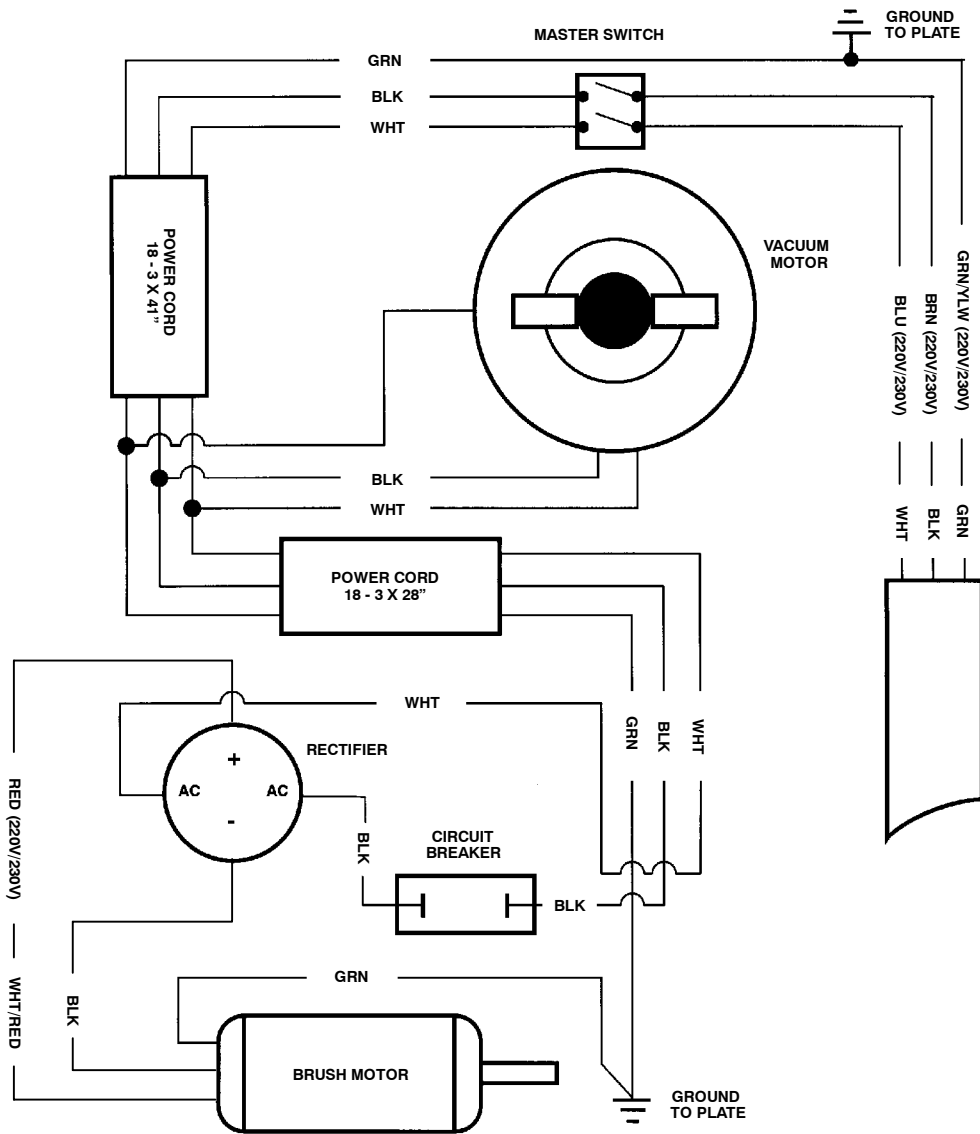 GROUND
TO PLATE
MASTER SWITCH
GRN
BLK
WHT
POWER CORD
18 - 3 X 41”
VACUUM
MOTOR
BLU (220V/230V)
BRN (220V/230V)
GRN/YLW (220V/230V)
BLK
WHT
WHT
BLK
GRN
POWER CORD
18 - 3 X 28”
WHT
GRN
BLK
WHT
RECTIFIER
+
AC
AC
-
RED (220V/230V)
BLK
CIRCUIT
BREAKER
BLK
GRN
WHT/RED
BLK
BRUSH MOTOR
GROUND
TO PLATE